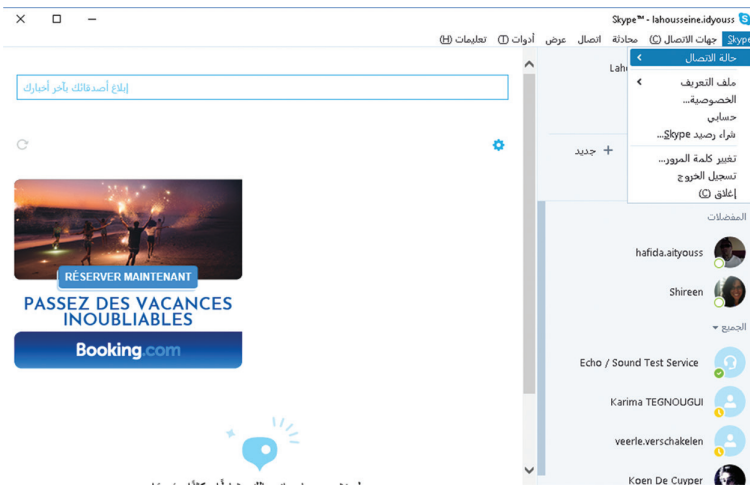 Skype™ - lahousseine.idyouss
Skype جهات الاتصال (C) محادثة اتصال عرض أدوات (T) تعليمات (H)
حالة الاتصال
ملف التعريف
الخصوصية...
حسابي
شراء رصيد Skype...
تغيير كلمة المرور...
تسجيل الخروج
إغلاق (C)
جديد
المفضلات
hafida.aityouss
Shireen
الجميع
Echo / Sound Test Service
Karima TEGNOUGUI
veerle.verschakelen
Koen De Cuyper
إبلاغ أصدقائك بآخر أخبارك
RÉSERVER MAINTENANT
PASSEZ DES VACANCES
INOUBLIABLES
Booking.com